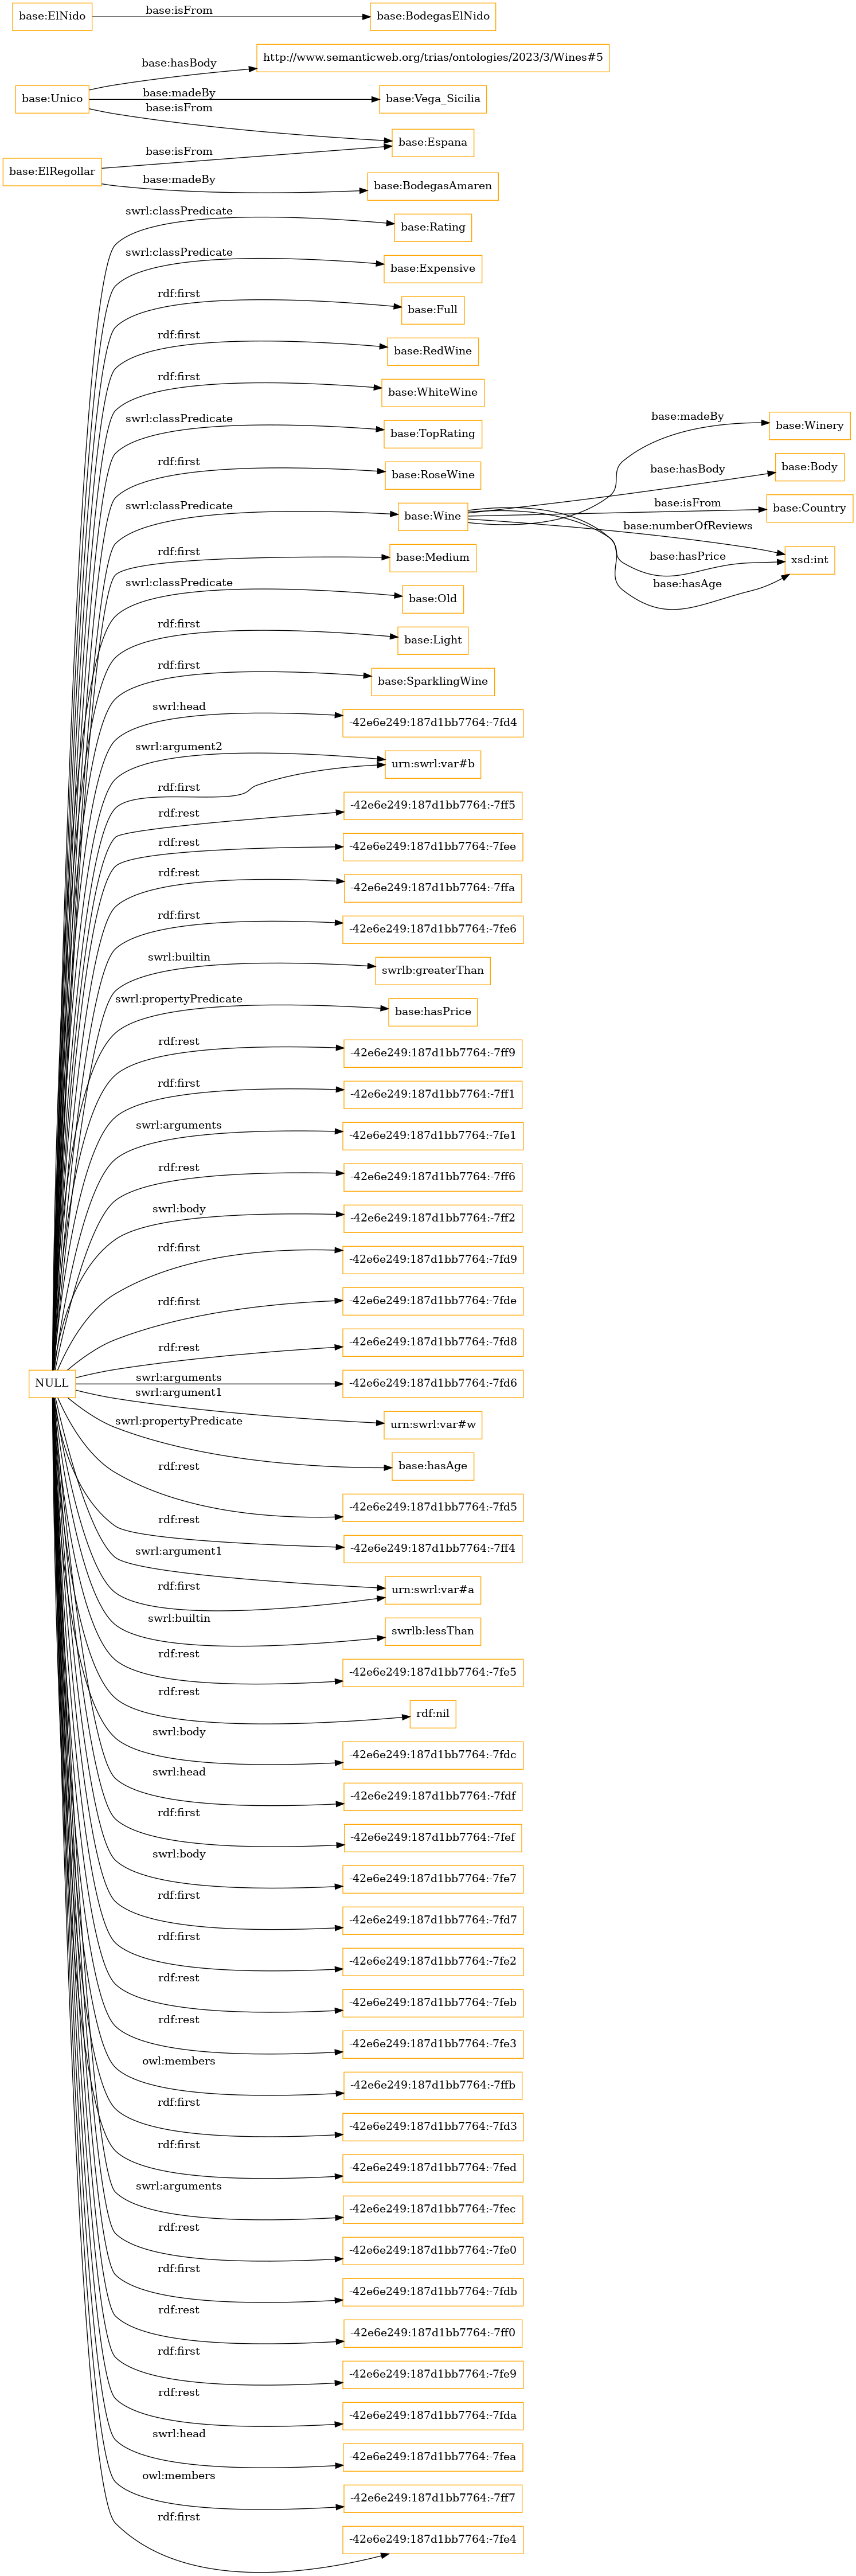 base:ElNido
base:isFrom
base:BodegasElNido
http://www.semanticweb.org/trias/ontologies/2023/3/Wines#5
base:hasBody
base:Unico
base:madeBy
base:Vega_Sicilia
base:isFrom
base:Espana
base:isFrom
base:ElRegollar
base:madeBy
base:BodegasAmaren
swrl:classPredicate
base:Rating
swrl:classPredicate
base:Expensive
rdf:first
base:Full
rdf:first
base:RedWine
rdf:first
base:WhiteWine
swrl:classPredicate
base:TopRating
rdf:first
base:RoseWine
swrl:classPredicate
base:Wine
base:madeBy
base:Winery
base:hasBody
base:Body
base:isFrom
base:Country
base:numberOfReviews
base:hasPrice
xsd:int
base:hasAge
rdf:first
base:Medium
swrl:classPredicate
base:Old
rdf:first
base:Light
rdf:first
base:SparklingWine
swrl:head
-42e6e249:187d1bb7764:-7fd4
swrl:argument2
urn:swrl:var#b
rdf:first
rdf:rest
-42e6e249:187d1bb7764:-7ff5
rdf:rest
-42e6e249:187d1bb7764:-7fee
rdf:rest
-42e6e249:187d1bb7764:-7ffa
rdf:first
-42e6e249:187d1bb7764:-7fe6
swrl:builtin
swrlb:greaterThan
swrl:propertyPredicate
base:hasPrice
rdf:rest
-42e6e249:187d1bb7764:-7ff9
rdf:first
-42e6e249:187d1bb7764:-7ff1
swrl:arguments
-42e6e249:187d1bb7764:-7fe1
rdf:rest
-42e6e249:187d1bb7764:-7ff6
swrl:body
-42e6e249:187d1bb7764:-7ff2
rdf:first
-42e6e249:187d1bb7764:-7fd9
rdf:first
-42e6e249:187d1bb7764:-7fde
rdf:rest
-42e6e249:187d1bb7764:-7fd8
NULL
swrl:arguments
-42e6e249:187d1bb7764:-7fd6
swrl:argument1
urn:swrl:var#w
swrl:propertyPredicate
base:hasAge
rdf:rest
-42e6e249:187d1bb7764:-7fd5
rdf:rest
-42e6e249:187d1bb7764:-7ff4
swrl:argument1
urn:swrl:var#a
rdf:first
swrl:builtin
swrlb:lessThan
rdf:rest
-42e6e249:187d1bb7764:-7fe5
rdf:rest
rdf:nil
swrl:body
-42e6e249:187d1bb7764:-7fdc
swrl:head
-42e6e249:187d1bb7764:-7fdf
rdf:first
-42e6e249:187d1bb7764:-7fef
swrl:body
-42e6e249:187d1bb7764:-7fe7
rdf:first
-42e6e249:187d1bb7764:-7fd7
rdf:first
-42e6e249:187d1bb7764:-7fe2
rdf:rest
-42e6e249:187d1bb7764:-7feb
rdf:rest
-42e6e249:187d1bb7764:-7fe3
owl:members
-42e6e249:187d1bb7764:-7ffb
rdf:first
-42e6e249:187d1bb7764:-7fd3
rdf:first
-42e6e249:187d1bb7764:-7fed
swrl:arguments
-42e6e249:187d1bb7764:-7fec
rdf:rest
-42e6e249:187d1bb7764:-7fe0
rdf:first
-42e6e249:187d1bb7764:-7fdb
rdf:rest
-42e6e249:187d1bb7764:-7ff0
rdf:first
-42e6e249:187d1bb7764:-7fe9
rdf:rest
-42e6e249:187d1bb7764:-7fda
swrl:head
-42e6e249:187d1bb7764:-7fea
owl:members
-42e6e249:187d1bb7764:-7ff7
rdf:first
-42e6e249:187d1bb7764:-7fe4